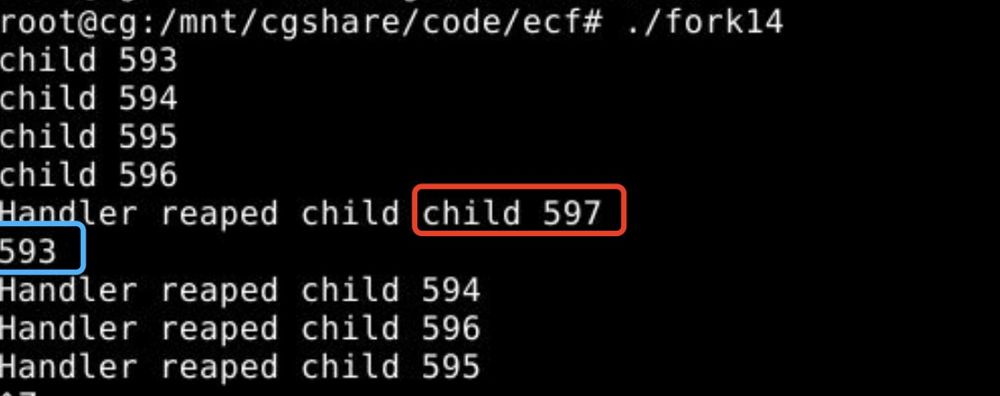 root@cg:/mnt/cgshare/code/ecf# ./fork14
child 593
child 594
child 595
child 596
Handler reaped child child 597
593
Handler reaped child 594
Handler reaped child 596
Handler reaped child 595